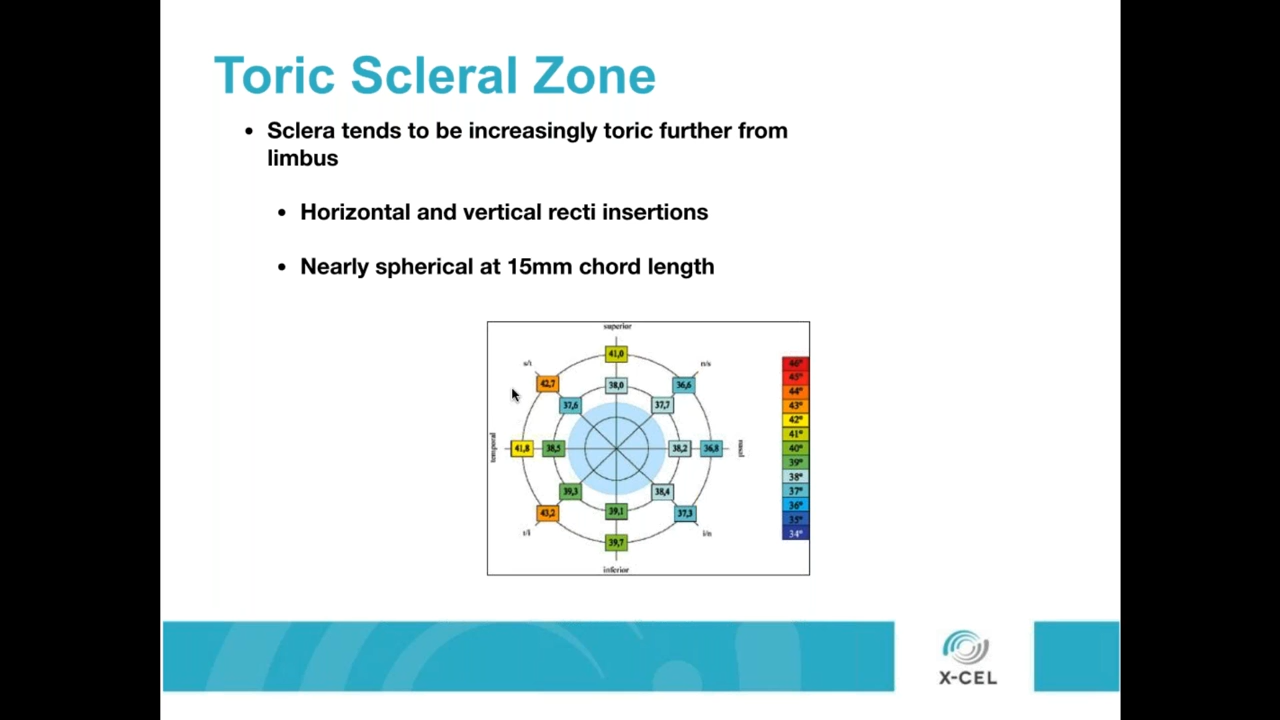 Toric Scleral Zone
• Sclera tends to be increasingly toric further from
limbus
• Horizontal and vertical recti insertions
• Nearly spherical at 15mm chord length
superior
41,0
s/t
n/s
42,7
38,0
36,6
37,6
37,7
temporal
41,8
38,5
38,2
36,8
nasal
39,3
38,4
43,2
39,1
37,3
t/i
i/n
39,7
inferior
46°
45°
44°
43°
42°
41°
40°
39°
38°
37°
36°
35°
34°
X-CEL